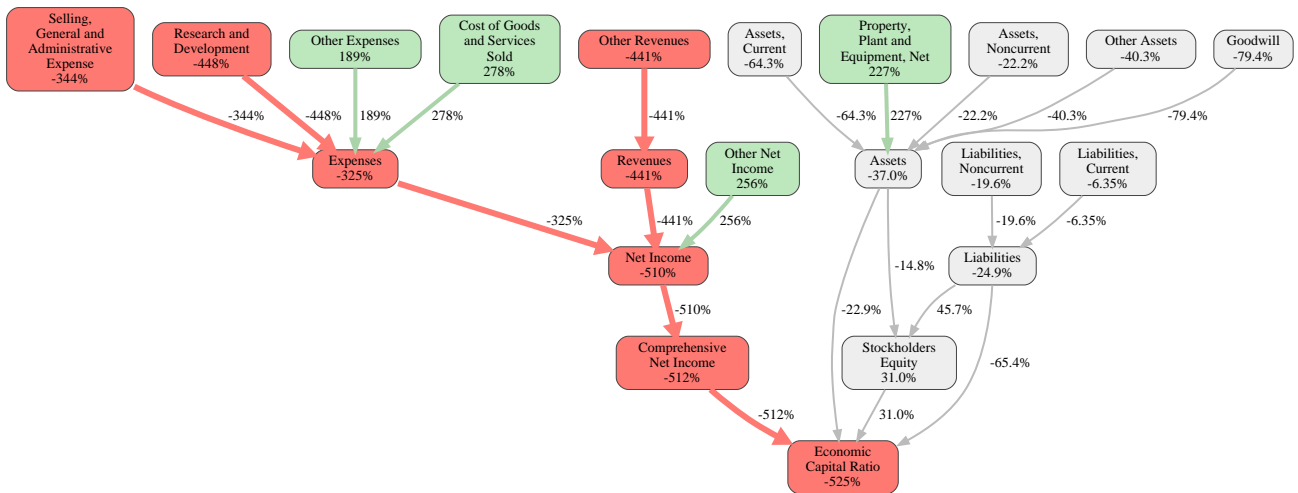 Selling,
General and
Administrative
Expense
-344%
Research and
Development
-448%
Other Expenses
189%
Cost of Goods
and Services
Sold
278%
Other Revenues
-441%
Assets,
Current
-64.3%
Property,
Plant and
Equipment, Net
227%
Assets,
Noncurrent
-22.2%
Other Assets
-40.3%
Goodwill
-79.4%
-344%
-448%
189%
278%
-441%
-64.3%
227%
-22.2%
-40.3%
-79.4%
Expenses
-325%
Revenues
-441%
Other Net
Income
256%
Assets
-37.0%
Liabilities,
Noncurrent
-19.6%
Liabilities,
Current
-6.35%
-325%
-441%
256%
-19.6%
-6.35%
Net Income
-510%
-14.8%
Liabilities
-24.9%
-510%
-22.9%
45.7%
Comprehensive
Net Income
-512%
Stockholders
Equity
31.0%
-65.4%
-512%
31.0%
Economic
Capital Ratio
-525%